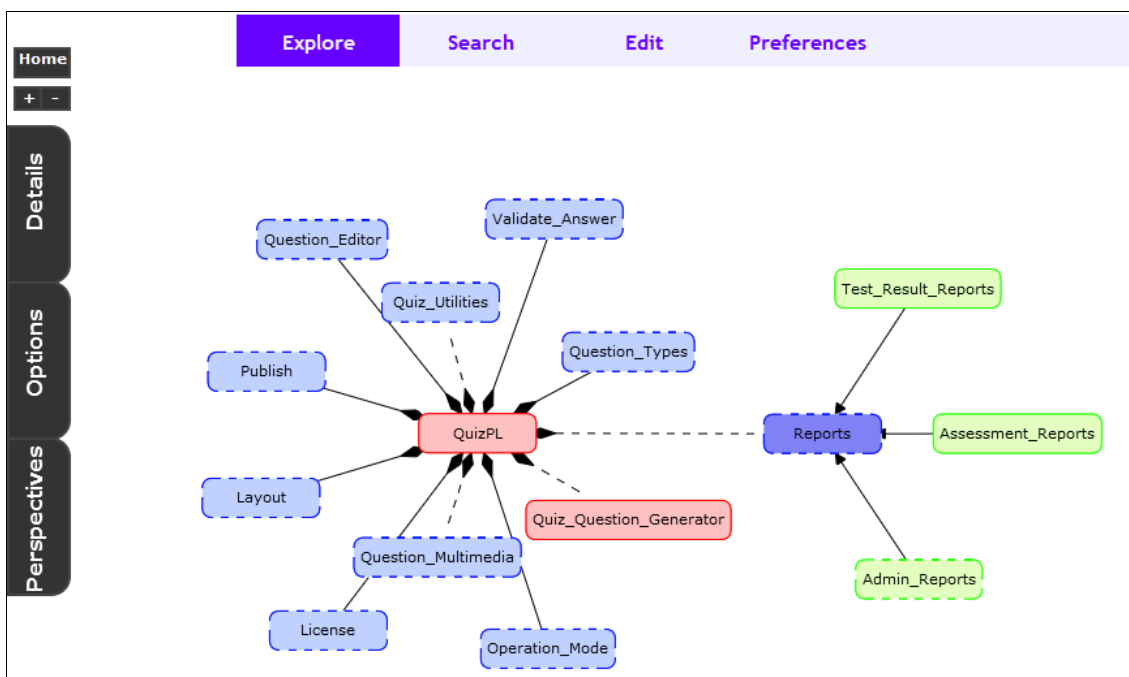 Explore
Search
Edit
Preferences
Home
+ -
Details
Options
Perspectives
Validate_Answer
Question_Editor
Quiz_Utilities
Test_Result_Reports
Question_Types
Publish
QuizPL
Reports
Assessment_Reports
Layout
Quiz_Question_Generator
Question_Multimedia
Admin_Reports
License
Operation_Mode